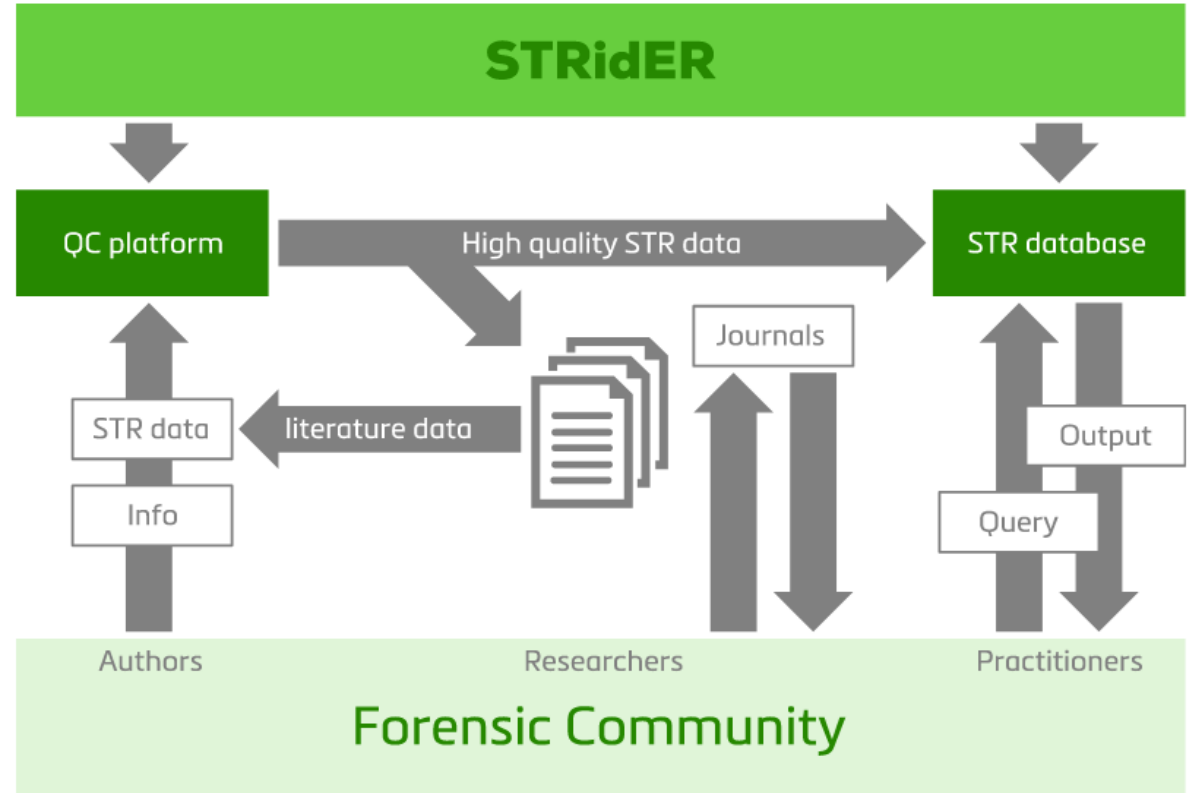 STRidER
QC platform
High quality STR data
STR database
Journals
STR data
literature data
Output
Info
Query
Authors
Researchers
Practitioners
Forensic Community